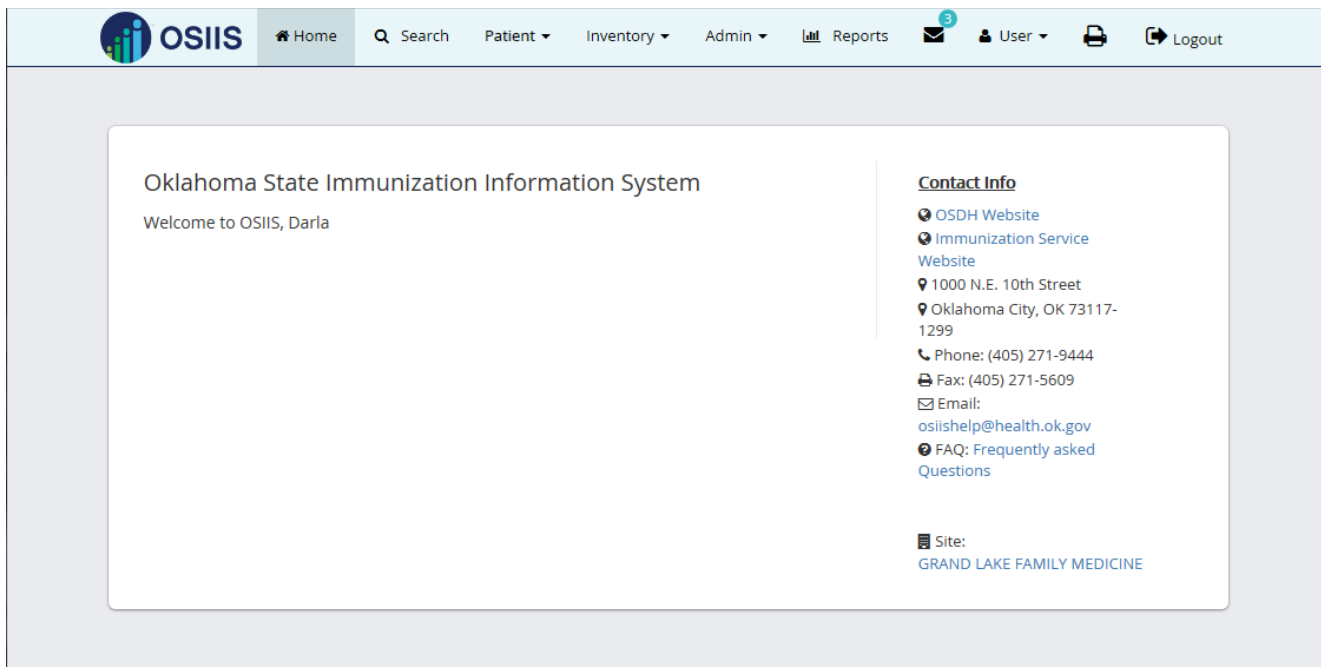 OSIIS Home Search Patient Inventory Admin Reports 3 User Logout
Oklahoma State Immunization Information System
Welcome to OSIIS, Darla
Contact Info
OSDH Website
Immunization Service
Website
1000 N.E. 10th Street
Oklahoma City, OK 73117-
1299
Phone: (405) 271-9444
Fax: (405) 271-5609
Email:
osiishelp@health.ok.gov
FAQ: Frequently asked
Questions
Site:
GRAND LAKE FAMILY MEDICINE